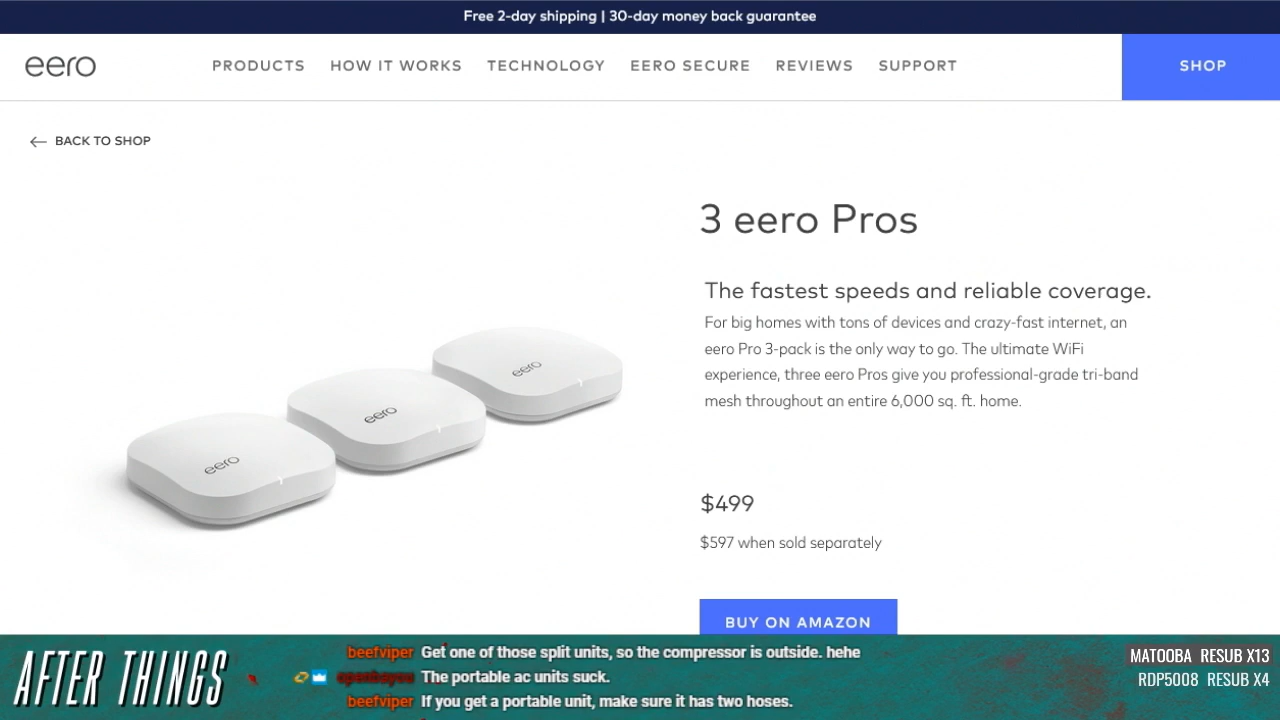 Free 2-day shipping | 30-day money back guarantee
eero
PRODUCTS HOW IT WORKS TECHNOLOGY EERO SECURE REVIEWS SUPPORT
SHOP
← BACK TO SHOP
3 eero Pros
The fastest speeds and reliable coverage.
For big homes with tons of devices and crazy-fast internet, an
eero Pro 3-pack is the only way to go. The ultimate WiFi
experience, three eero Pros give you professional-grade tri-band
mesh throughout an entire 6,000 sq. ft. home.
eero
eero
eero
$499
$597 when sold separately
BUY ON AMAZON
AFTER THINGS
beefviper Get one of those split units, so the compressor is outside. hehe
The portable ac units suck.
beefviper If you get a portable unit, make sure it has two hoses.
MATOOBA RESUB X13
RDP5008 RESUB X4